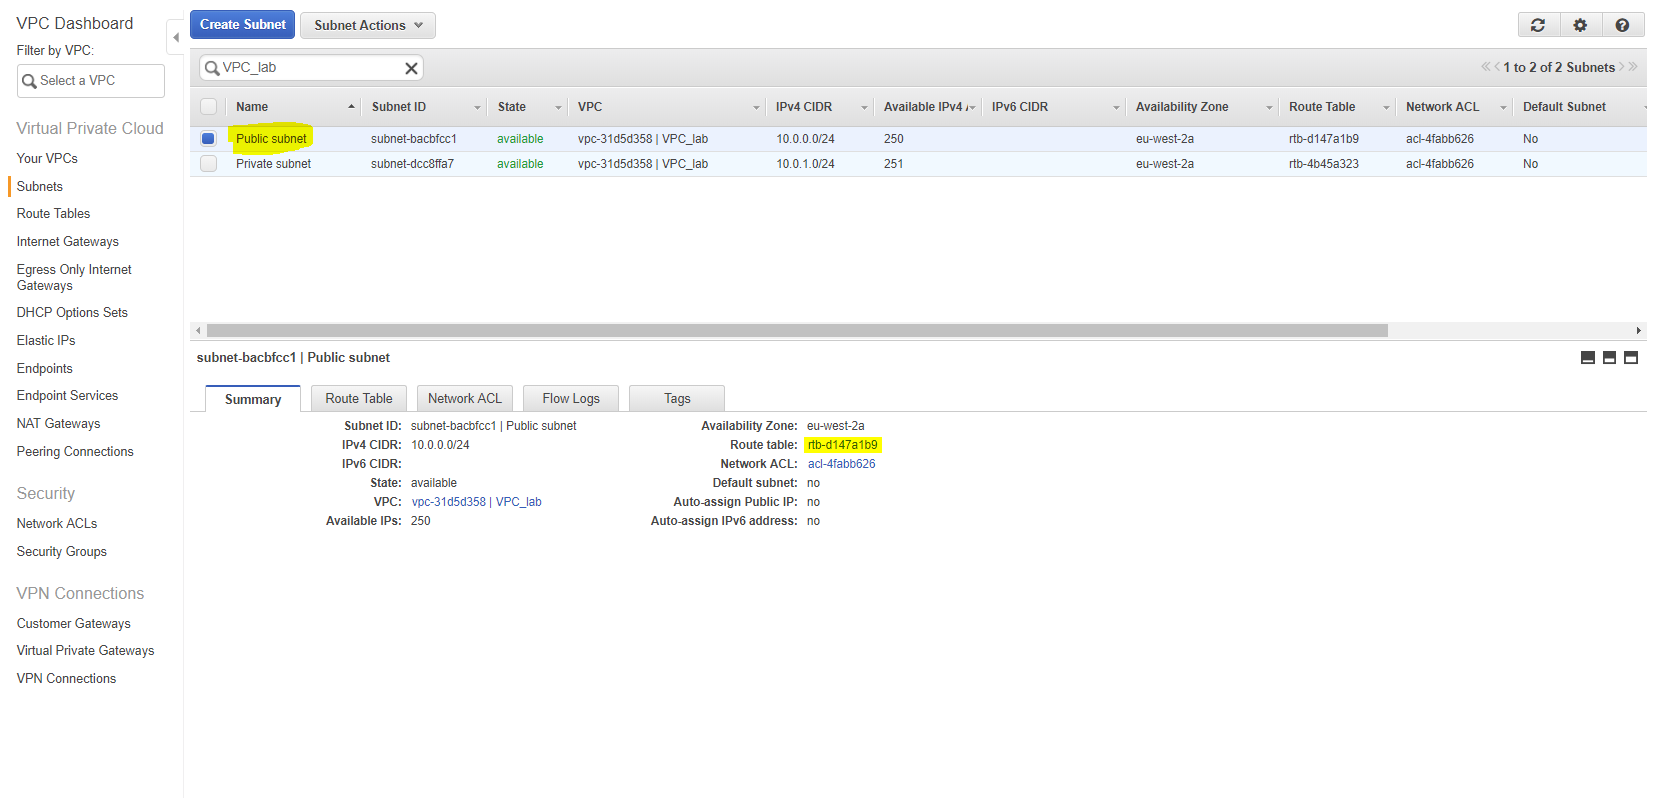 VPC Dashboard
Filter by VPC:
Select a VPC
Virtual Private Cloud
Your VPCs
Subnets
Route Tables
Internet Gateways
Egress Only Internet
Gateways
DHCP Options Sets
Elastic IPs
Endpoints
Endpoint Services
NAT Gateways
Peering Connections
Security
Network ACLs
Security Groups
VPN Connections
Customer Gateways
Virtual Private Gateways
VPN Connections
Create Subnet Subnet Actions
VPC_lab
1 to 2 of 2 Subnets
Name Subnet ID State VPC IPv4 CIDR Available IPv4 IPv6 CIDR Availability Zone Route Table Network ACL Default Subnet
Public subnet subnet-bacbfcc1 available vpc-31d5d358 | VPC_lab 10.0.0.0/24 250 eu-west-2a rtb-d147a1b9 acl-4fabb626 No
Private subnet subnet-dcc8ffa7 available vpc-31d5d358 | VPC_lab 10.0.1.0/24 251 eu-west-2a rtb-4b45a323 acl-4fabb626 No
subnet-bacbfcc1 | Public subnet
Summary Route Table Network ACL Flow Logs Tags
Subnet ID: subnet-bacbfcc1 | Public subnet
IPv4 CIDR: 10.0.0.0/24
IPv6 CIDR:
State: available
VPC: vpc-31d5d358 | VPC_lab
Available IPs: 250
Availability Zone: eu-west-2a
Route table: rtb-d147a1b9
Network ACL: acl-4fabb626
Default subnet: no
Auto-assign Public IP: no
Auto-assign IPv6 address: no